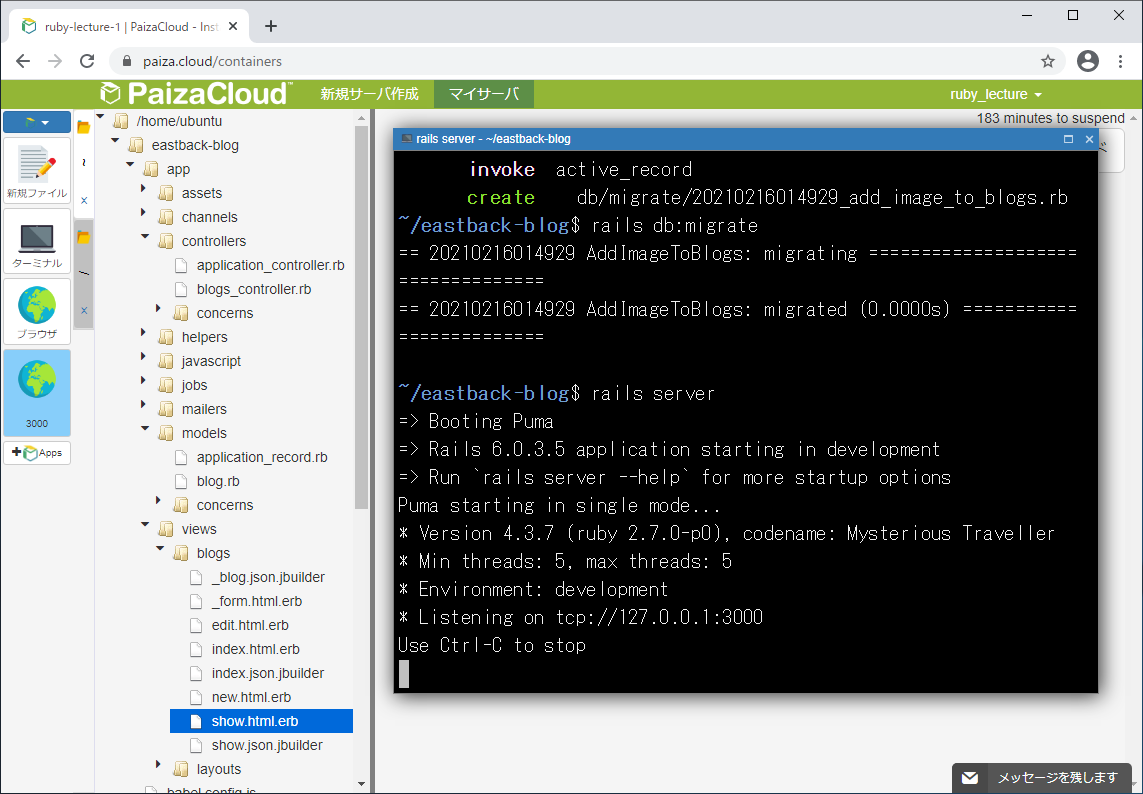 ruby-lecture-1 | PaizaCloud - Inst
paiza.cloud/containers
PaizaCloud
新規サーバ作成
マイサーバ
ruby_lecture
183 minutes to suspend
新規ファイル
ターミナル
ブラウザ
3000
Apps
~
x
/
x
/home/ubuntu
eastback-blog
app
assets
channels
controllers
application_controller.rb
blogs_controller.rb
concerns
helpers
javascript
jobs
mailers
models
application_record.rb
blog.rb
concerns
views
blogs
_blog.json.jbuilder
_form.html.erb
edit.html.erb
index.html.erb
index.json.jbuilder
new.html.erb
show.html.erb
show.json.jbuilder
layouts
babel.config.js
rails server - ~/eastback-blog
invoke  active_record
create    db/migrate/20210216014929_add_image_to_blogs.rb
~/eastback-blog$ rails db:migrate
== 20210216014929 AddImageToBlogs: migrating ====================
==============
== 20210216014929 AddImageToBlogs: migrated (0.0000s) ===========
==============
~/eastback-blog$ rails server
=> Booting Puma
=> Rails 6.0.3.5 application starting in development
=> Run `rails server --help` for more startup options
Puma starting in single mode...
* Version 4.3.7 (ruby 2.7.0-p0), codename: Mysterious Traveller
* Min threads: 5, max threads: 5
* Environment: development
* Listening on tcp://127.0.0.1:3000
Use Ctrl-C to stop
メッセージを残します